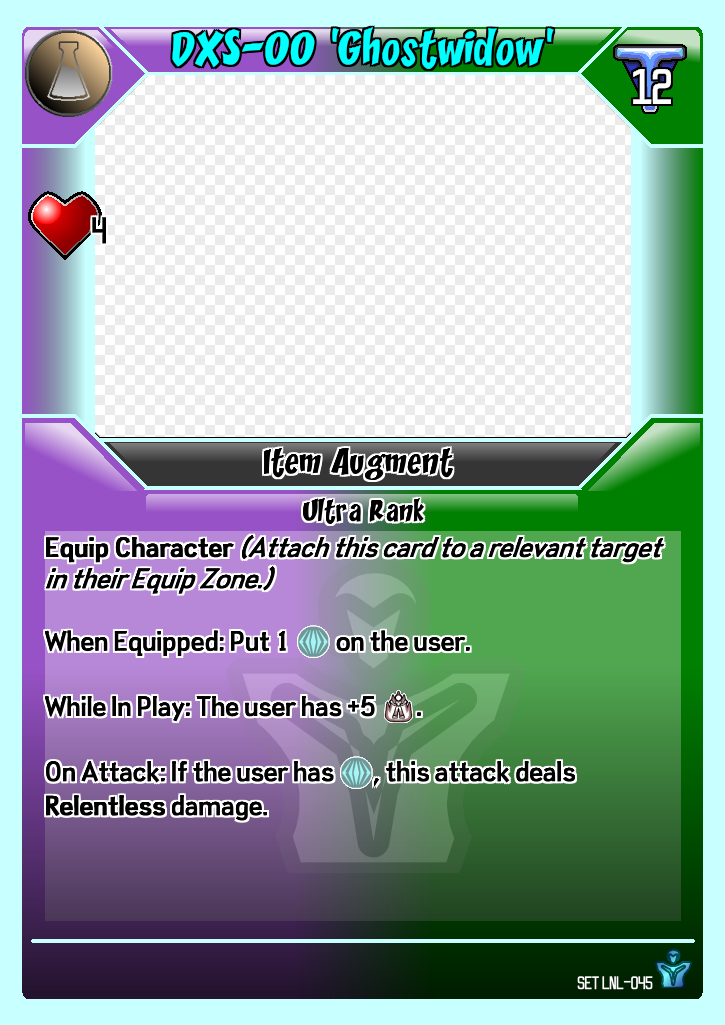 DXS-00 'Ghostwidow'
12
4
Item Augment
Ultra Rank
Equip Character (Attach this card to a relevant target
in their Equip Zone.)
When Equipped: Put 1 on the user.
While In Play: The user has +5 .
On Attack: If the user has , this attack deals
Relentless damage.
SET LNL-045